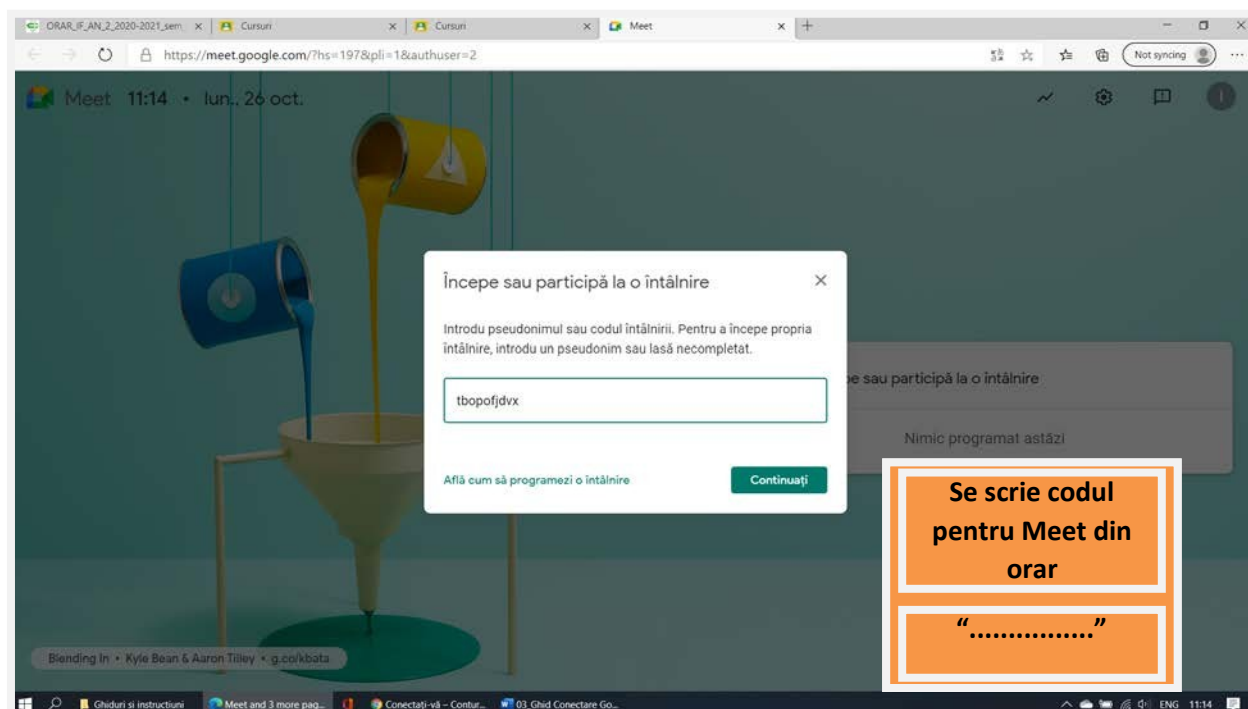 ORAR_IF_AN_2_2020-2021_sem
Cursuri
Cursuri
Meet
https://meet.google.com/?hs=197&pli=1&authuser=2
Not syncing
Meet 11:14 • lun., 26 oct.
Începe sau participă la o întâlnire
Introdu pseudonimul sau codul întâlnirii. Pentru a începe propria
întâlnire, introdu un pseudonim sau lasă necompletat.
tbopofjdvx
Află cum să programezi o întâlnire
Continuați
pe sau participă la o întâlnire
Nimic programat astăzi
Se scrie codul
pentru Meet din
orar
“................”
Blending In • Kyle Bean & Aaron Tilley • g.co/kbata
Ghiduri si instructiuni
Meet and 3 more pag...
Conectați-vă – Contur...
03_Ghid Conectare Go...
ENG
11:14